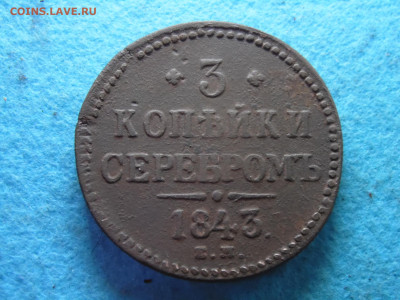 COINS.LAVE.RU
3
КОПѢЙКИ
СЕРЕБРОМЪ
1843.